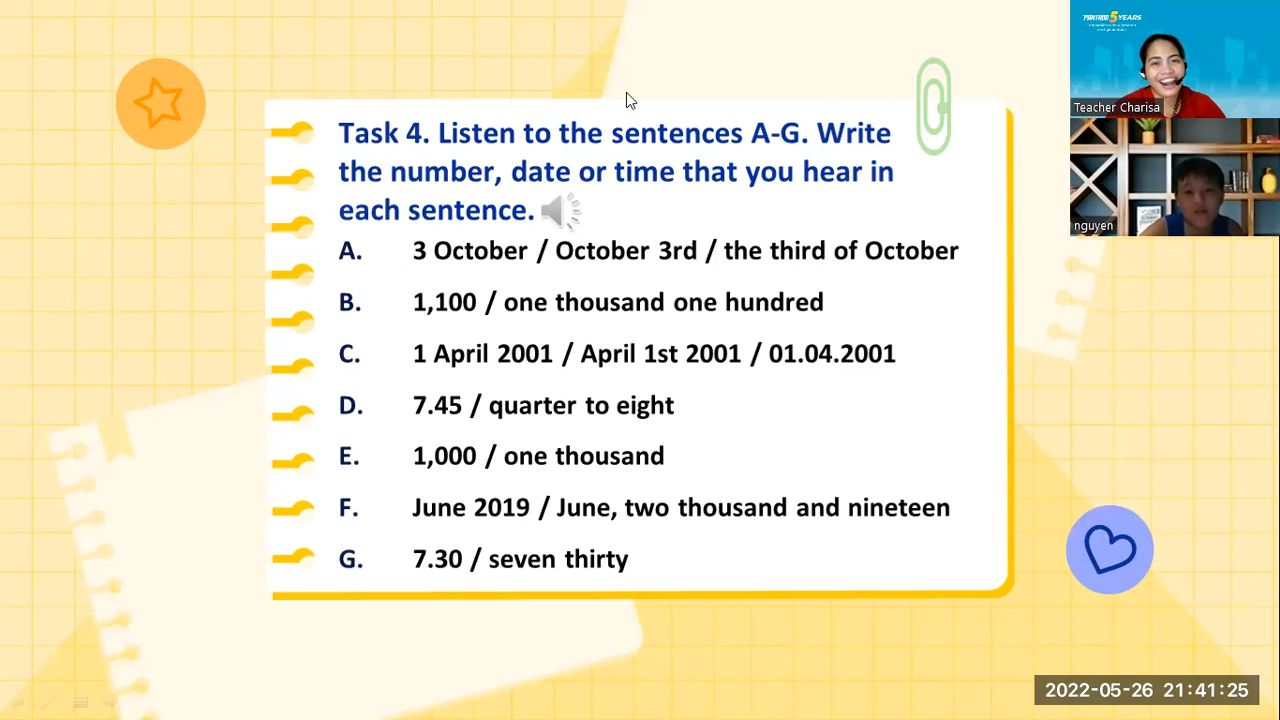 PANTROO 5 YEARS
Teacher Charisa
nguyen
Task 4. Listen to the sentences A-G. Write
the number, date or time that you hear in
each sentence.
A. 3 October / October 3rd / the third of October
B. 1,100 / one thousand one hundred
C. 1 April 2001 / April 1st 2001 / 01.04.2001
D. 7.45 / quarter to eight
E. 1,000 / one thousand
F. June 2019 / June, two thousand and nineteen
G. 7.30 / seven thirty
2022-05-26 21:41:25